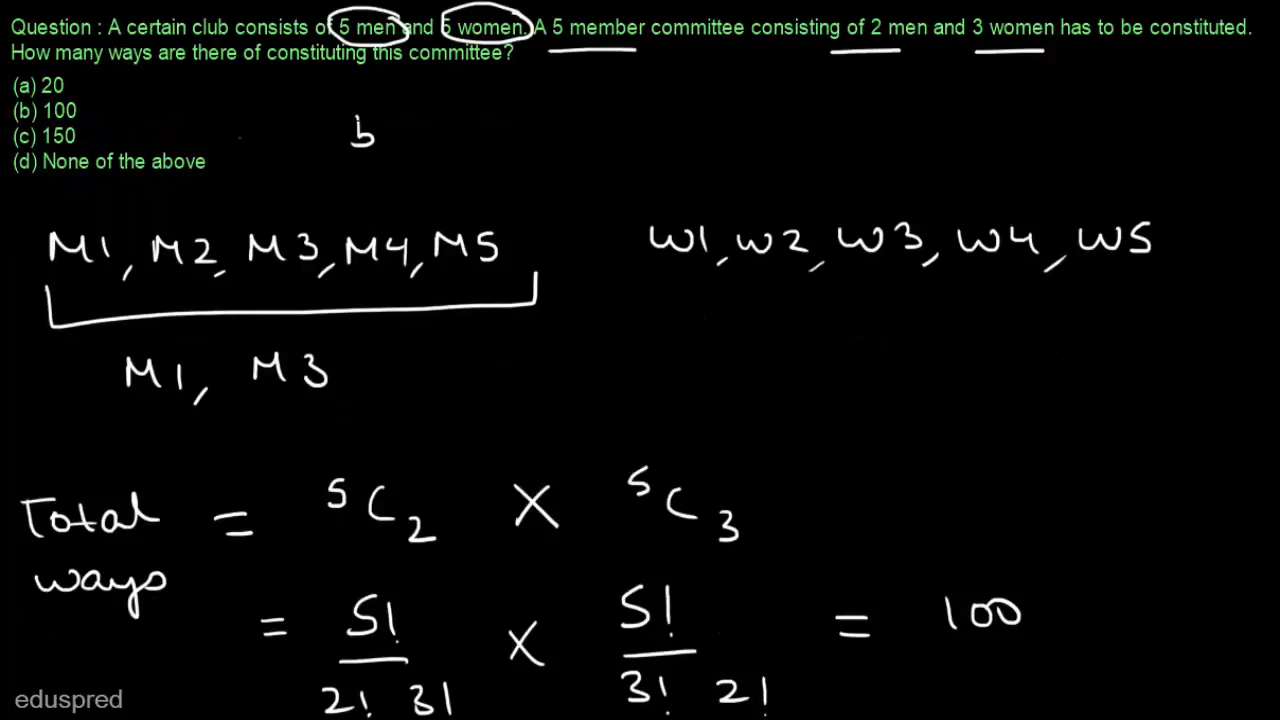 Question : A certain club consists of 5 men and 5 women. A 5 member committee consisting of 2 men and 3 women has to be constituted.
How many ways are there of constituting this committee?
(a) 20
(b) 100
b
(c) 150
(d) None of the above
M1, M2, M3, M4, M5
W1, W2, W3, W4, W5
M1, M3
Total ways = 5C2 X 5C3
= 5!/2! 3! X 5!/3! 2! = 100
eduspred